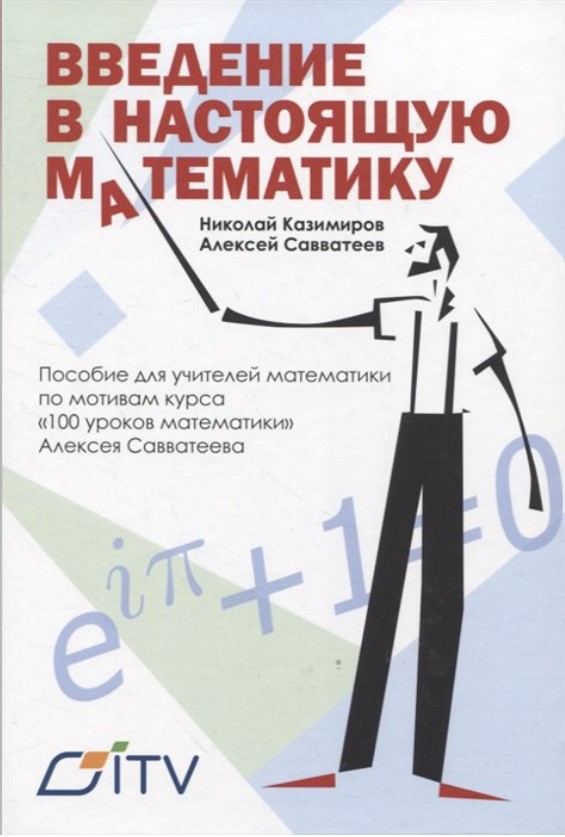 ВВЕДЕНИЕ
В НАСТОЯЩУЮ
МАТЕМАТИКУ
Николай Казимиров
Алексей Савватеев
Пособие для учителей математики
по мотивам курса
«100 уроков математики»
Алексея Савватеева
e^{iπ}+1=0
iTV